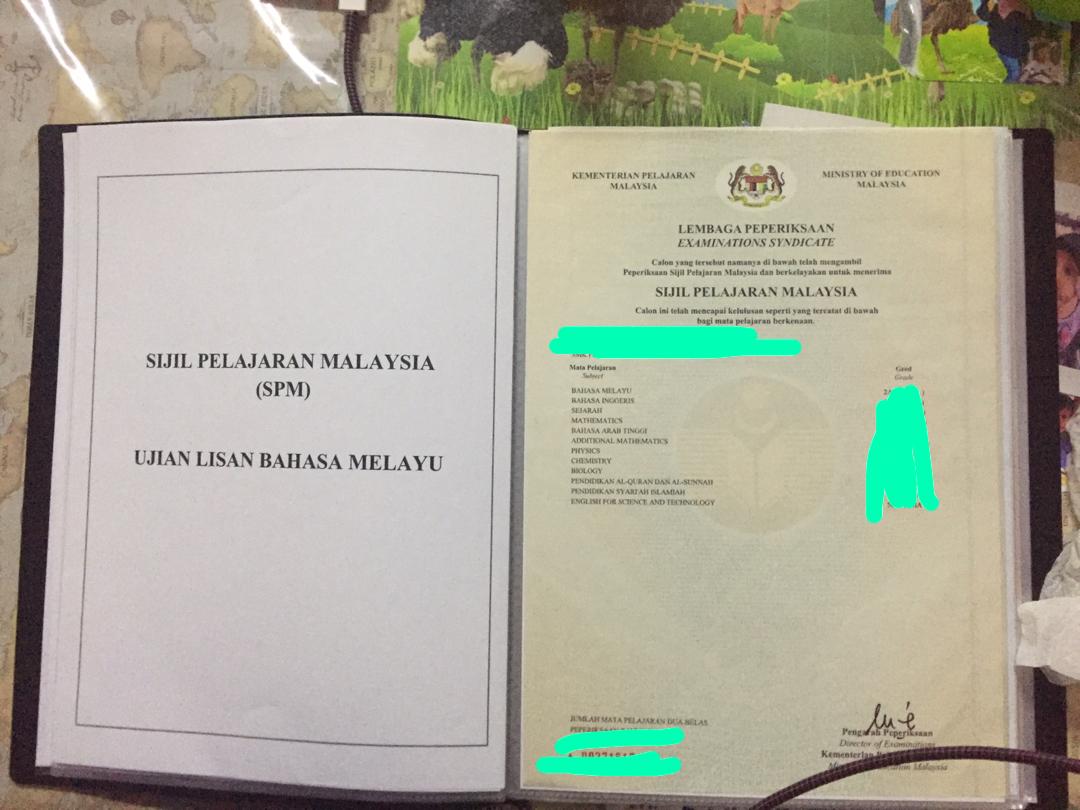 SIJIL PELAJARAN MALAYSIA
(SPM)
UJIAN LISAN BAHASA MELAYU
KEMENTERIAN PELAJARAN
MALAYSIA
MINISTRY OF EDUCATION
MALAYSIA
LEMBAGA PEPERIKSAAN
EXAMINATIONS SYNDICATE
Calon yang tersebut namanya di bawah telah mengambil
Peperiksaan Sijil Pelajaran Malaysia dan berkelayakan untuk menerima
SIJIL PELAJARAN MALAYSIA
Calon ini telah mencapai kelulusan seperti yang tercatat di bawah
bagi mata pelajaran berkenaan.
Mata Pelajaran
Subject
Gred
Grade
BAHASA MELAYU
BAHASA INGGERIS
SEJARAH
MATHEMATICS
BAHASA ARAB TINGGI
ADDITIONAL MATHEMATICS
PHYSICS
CHEMISTRY
BIOLOGY
PENDIDIKAN AL-QURAN DAN AL-SUNNAH
PENDIDIKAN SYARI'AH ISLAMIAH
ENGLISH FOR SCIENCE AND TECHNOLOGY
JUMLAH MATA PELAJARAN DUA BELAS
Pengarah Peperiksaan
Director of Examinations
Kementerian
Malaysia